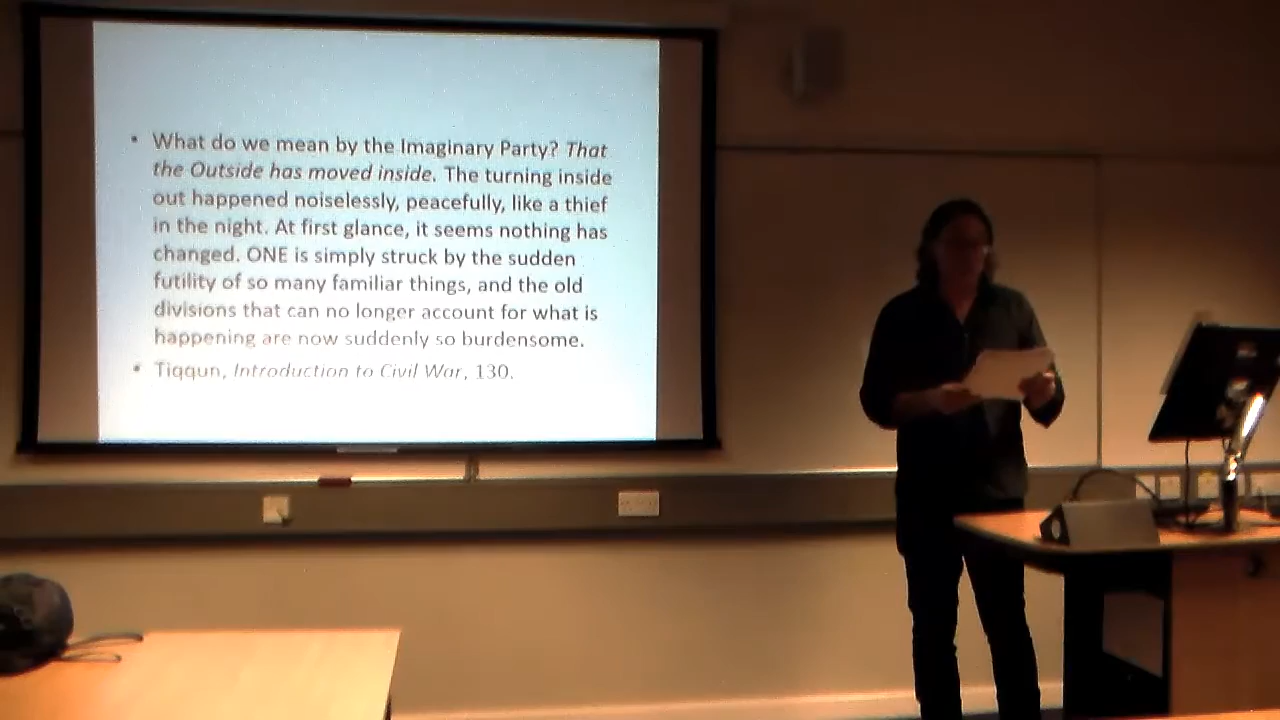 • What do we mean by the Imaginary Party? That
the Outside has moved inside. The turning inside
out happened noiselessly, peacefully, like a thief
in the night. At first glance, it seems nothing has
changed. ONE is simply struck by the sudden
futility of so many familiar things, and the old
divisions that can no longer account for what is
happening are now suddenly so burdensome.
• Tiqqun, Introduction to Civil War, 130.